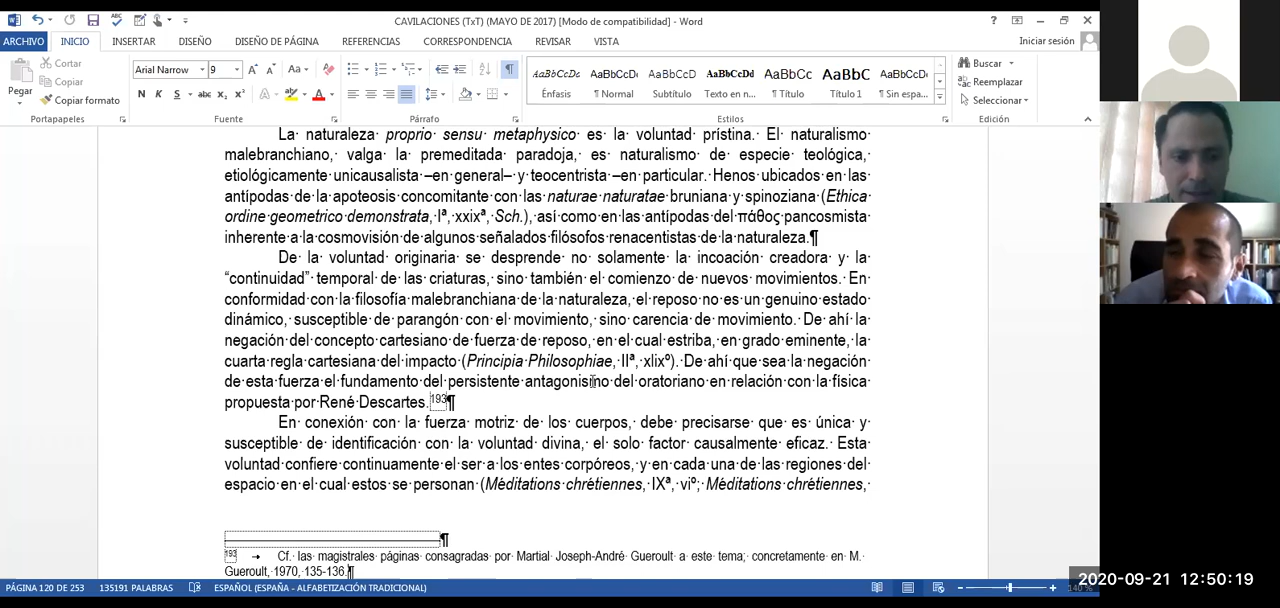 CAVILACIONES (TxT) (MAYO DE 2017) [Modo de compatibilidad] - Word
ARCHIVO INICIO INSERTAR DISEÑO DISEÑO DE PÁGINA REFERENCIAS CORRESPONDENCIA REVISAR VISTA Iniciar sesión
Pegar
Cortar
Copiar
Copiar formato
Portapapeles
Arial Narrow 9
Fuente
Párrafo
AaBbCcDc AaBbCcDc AaBbCcD AaBbCcDc AaBbCc AaBbC AaBbCcDc
Énfasis ¶ Normal Subtítulo Texto en n... ¶ Título Título 1 ¶ Sin espa...
Estilos
Buscar
Reemplazar
Seleccionar
Edición
La naturaleza proprio sensu metaphysico es la voluntad prístina. El naturalismo
malebranchiano, valga la premeditada paradoja, es naturalismo de especie teológica,
etiológicamente unicausalista –en general– y teocentrista –en particular. Henos ubicados en las
antípodas de la apoteosis concomitante con las naturae naturatae bruniana y spinoziana (Ethica
ordine geometrico demonstrata, Iª, xxixª, Sch.), así como en las antípodas del πάθος pancosmista
inherente a la cosmovisión de algunos señalados filósofos renacentistas de la naturaleza.¶
De la voluntad originaria se desprende no solamente la incoación creadora y la
“continuidad” temporal de las criaturas, sino también el comienzo de nuevos movimientos. En
conformidad con la filosofía malebranchiana de la naturaleza, el reposo no es un genuino estado
dinámico, susceptible de parangón con el movimiento, sino carencia de movimiento. De ahí la
negación del concepto cartesiano de fuerza de reposo, en el cual estriba, en grado eminente, la
cuarta regla cartesiana del impacto (Principia Philosophiae, IIª, xlixº). De ahí que sea la negación
de esta fuerza el fundamento del persistente antagonismo del oratoriano en relación con la física
propuesta por René Descartes.193¶
En conexión con la fuerza motriz de los cuerpos, debe precisarse que es única y
susceptible de identificación con la voluntad divina, el solo factor causalmente eficaz. Esta
voluntad confiere continuamente el ser a los entes corpóreos, y en cada una de las regiones del
espacio en el cual estos se personan (Méditations chrétiennes, IXª, viº; Méditations chrétiennes,
¶
193 → Cf. las magistrales páginas consagradas por Martial Joseph-André Gueroult a este tema; concretamente en M.
Gueroult, 1970, 135-136.¶
PÁGINA 120 DE 253 135191 PALABRAS ESPAÑOL (ESPAÑA - ALFABETIZACIÓN TRADICIONAL) 140 %
2020-09-21 12:50:19